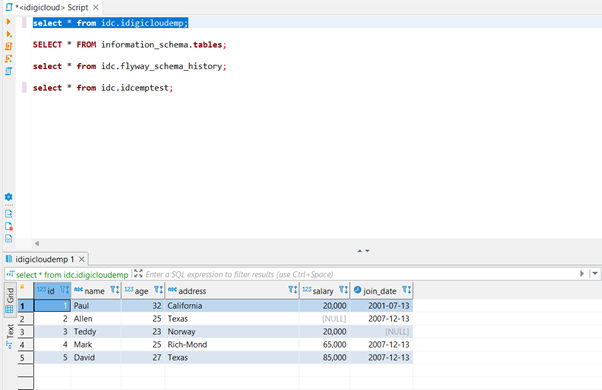 *<idigicloud> Script
select * from idc.idigicloudemp;
SELECT * FROM information_schema.tables;
select * from idc.flyway_schema_history;
select * from idc.idcemptest;
idigicloudemp 1
select * from idc.idigicloudemp Enter a SQL expression to filter results (use Ctrl+Space)
Grid
Text
123 id name 123 age address 123 salary join_date
1 1 Paul 32 California 20,000 2001-07-13
2 2 Allen 25 Texas [NULL] 2007-12-13
3 3 Teddy 23 Norway 20,000 [NULL]
4 4 Mark 25 Rich-Mond 65,000 2007-12-13
5 5 David 27 Texas 85,000 2007-12-13